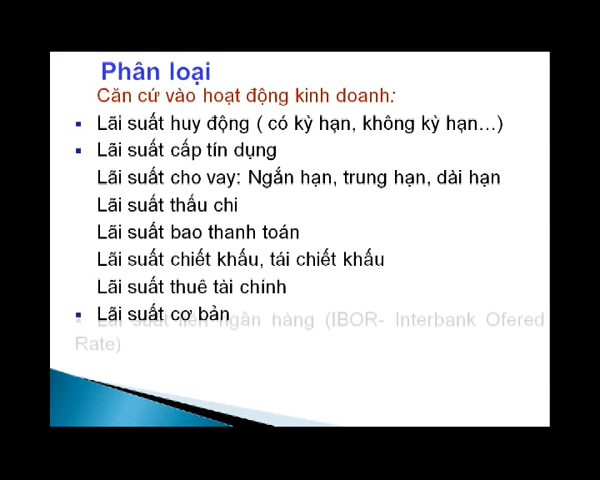 Phân loại
Căn cứ vào hoạt động kinh doanh:
▪ Lãi suất huy động ( có kỳ hạn, không kỳ hạn...)
▪ Lãi suất cấp tín dụng
Lãi suất cho vay: Ngắn hạn, trung hạn, dài hạn
Lãi suất thấu chi
Lãi suất bao thanh toán
Lãi suất chiết khấu, tái chiết khấu
Lãi suất thuê tài chính
▪ Lãi suất cơ bản
▪ Lãi suất liên ngân hàng (IBOR- Interbank Ofered
Rate)